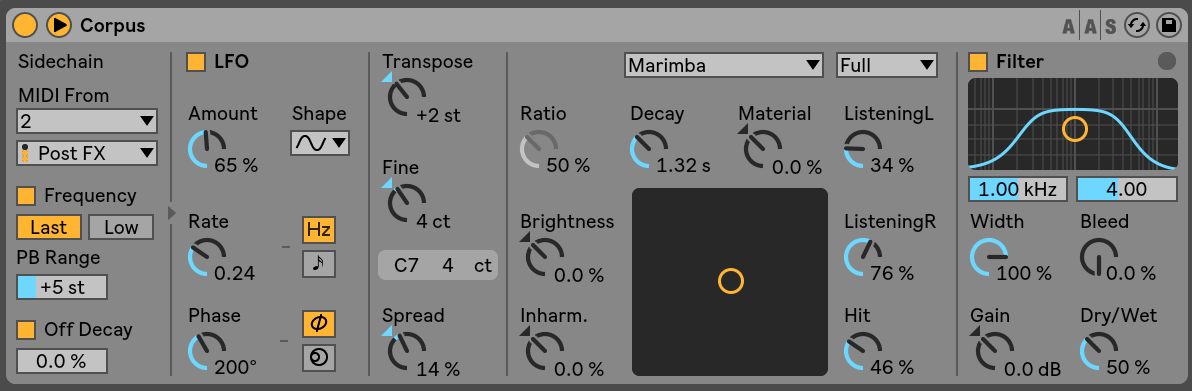 Corpus
A A S
Sidechain
MIDI From
2
Post FX
Frequency
Last Low
PB Range
+5 st
Off Decay
0.0 %
LFO
Amount
65 %
Shape
Rate
0.24
Hz
Phase
200°
Transpose
+2 st
Fine
4 ct
C7 4 ct
Spread
14 %
Marimba Full
Ratio
50 %
Decay
1.32 s
Material
0.0 %
ListeningL
34 %
Brightness
0.0 %
ListeningR
76 %
Inharm.
0.0 %
Hit
46 %
Filter
1.00 kHz 4.00
Width
100 %
Bleed
0.0 %
Gain
0.0 dB
Dry/Wet
50 %